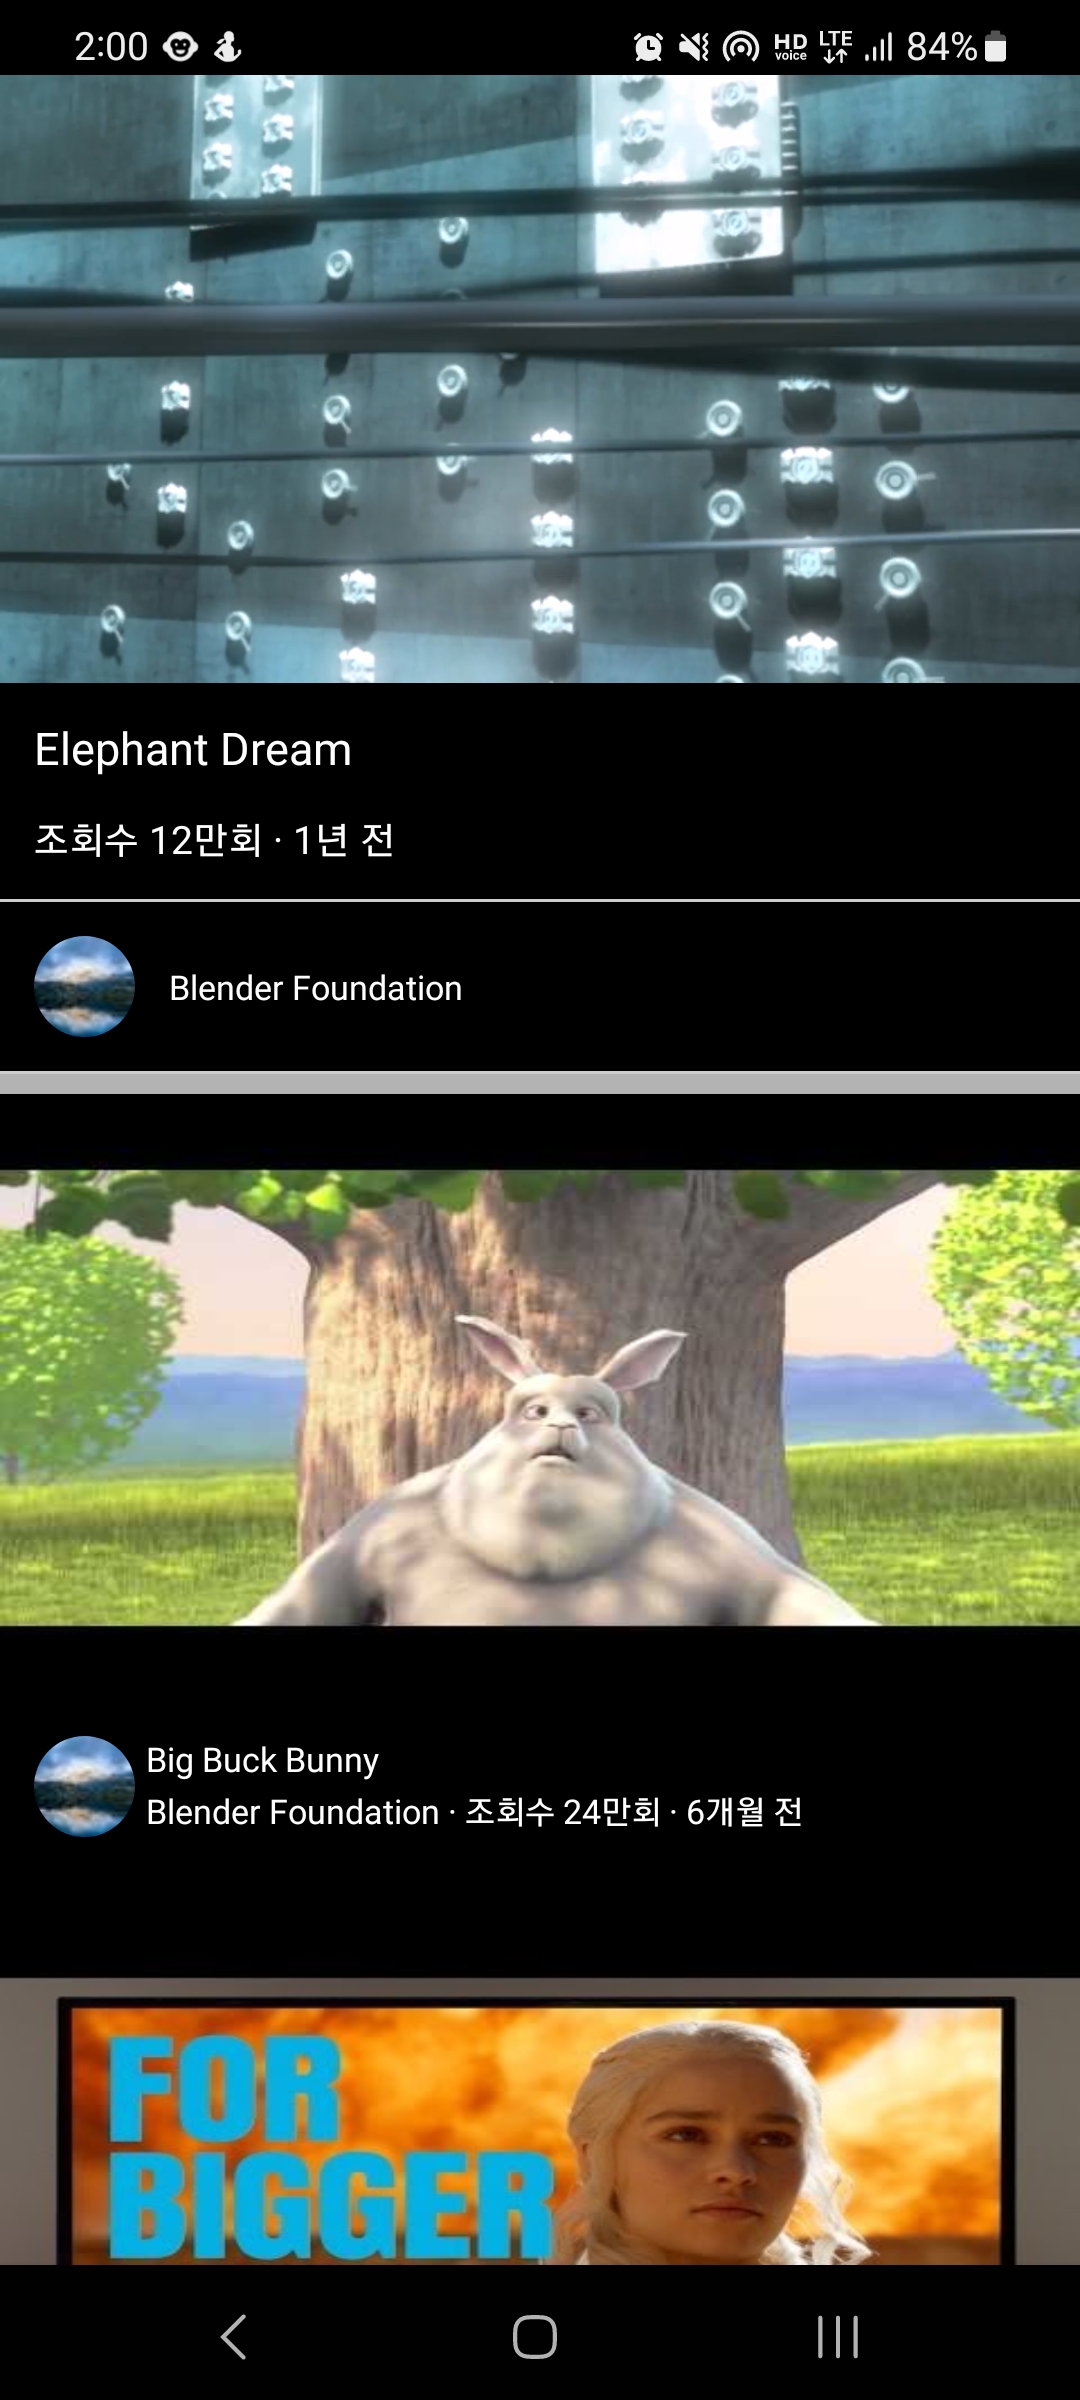 2:00
HD voice LTE 84%
Elephant Dream
조회수 12만회 · 1년 전
Blender Foundation
Big Buck Bunny
Blender Foundation · 조회수 24만회 · 6개월 전
FOR
BIGGER